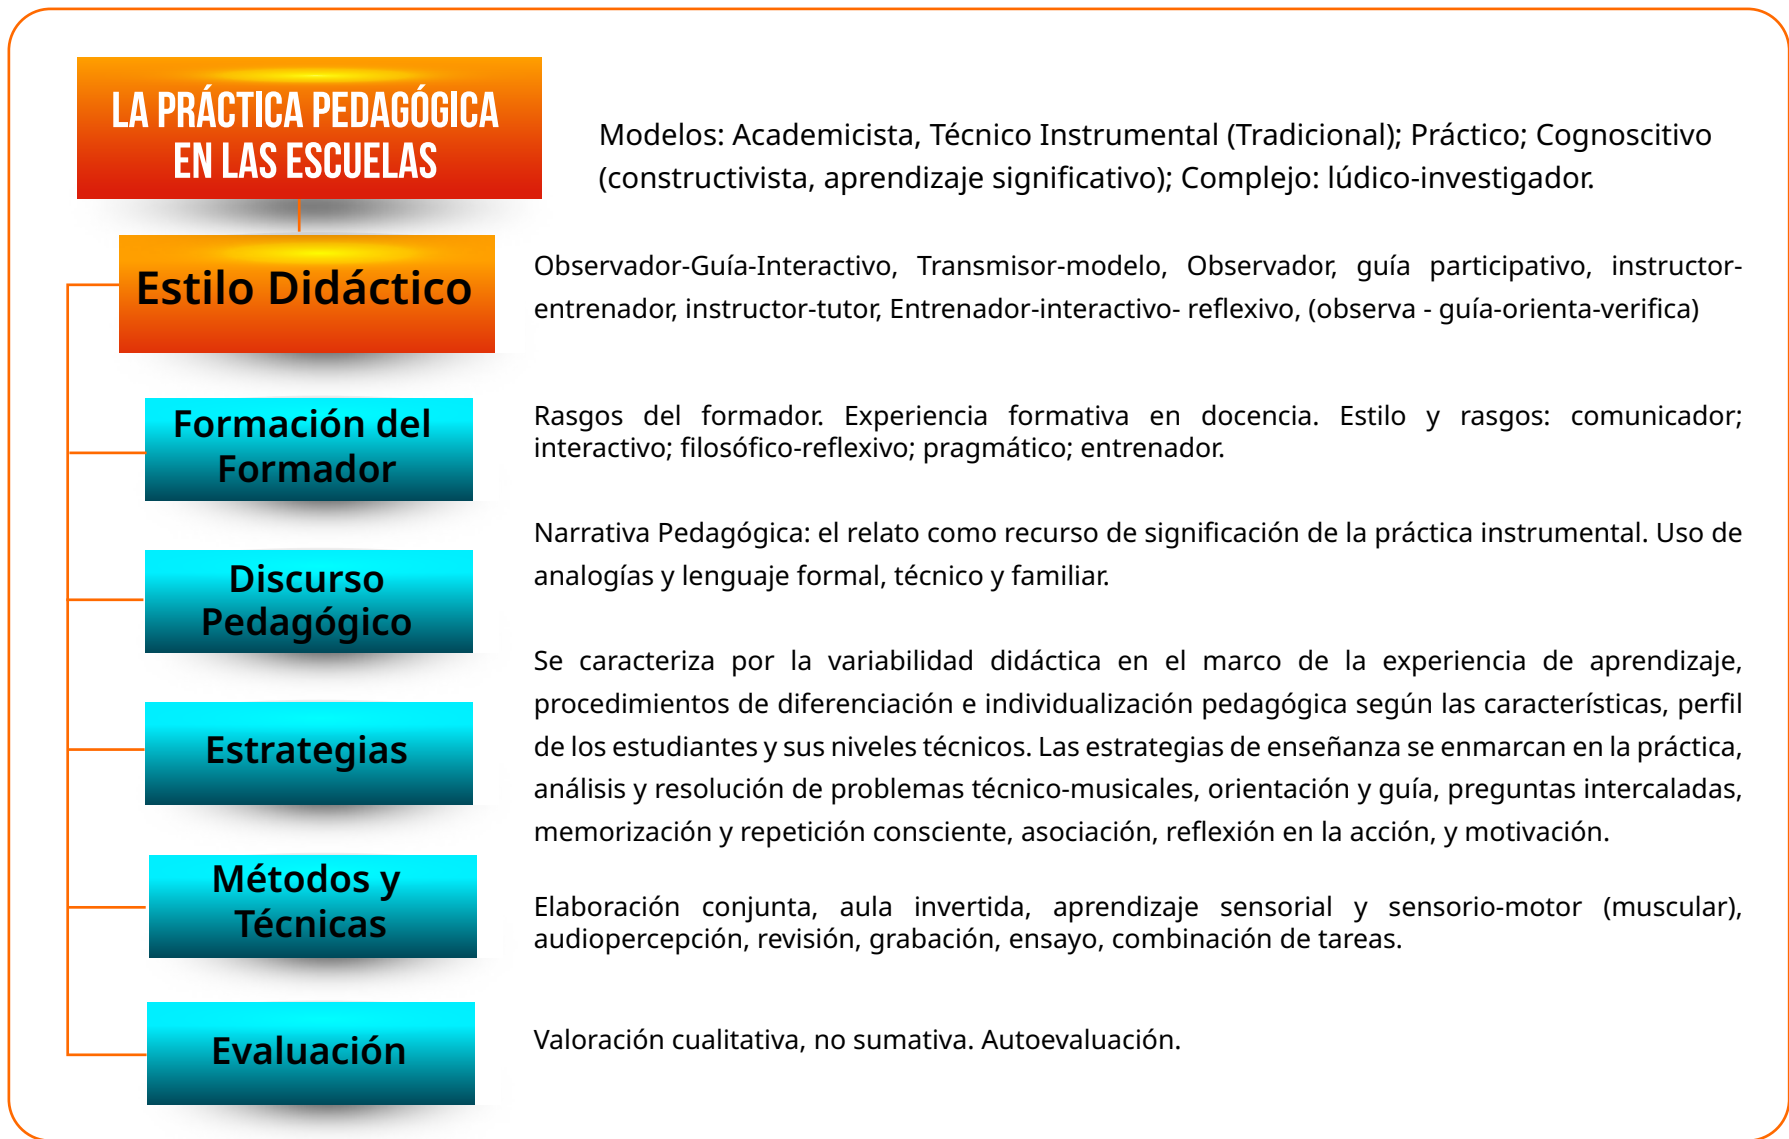 LA PRÁCTICA PEDAGÓGICA
EN LAS ESCUELAS
Modelos: Academicista, Técnico Instrumental (Tradicional); Práctico; Cognoscitivo
(constructivista, aprendizaje significativo); Complejo: lúdico-investigador.
Estilo Didáctico
Observador-Guía-Interactivo, Transmisor-modelo, Observador, guía participativo, instructor-
entrenador, instructor-tutor, Entrenador-interactivo- reflexivo, (observa - guía-orienta-verifica)
Formación del
Formador
Rasgos del formador. Experiencia formativa en docencia. Estilo y rasgos: comunicador;
interactivo; filosófico-reflexivo; pragmático; entrenador.
Discurso
Pedagógico
Narrativa Pedagógica: el relato como recurso de significación de la práctica instrumental. Uso de
analogías y lenguaje formal, técnico y familiar.
Estrategias
Se caracteriza por la variabilidad didáctica en el marco de la experiencia de aprendizaje,
procedimientos de diferenciación e individualización pedagógica según las características, perfil
de los estudiantes y sus niveles técnicos. Las estrategias de enseñanza se enmarcan en la práctica,
análisis y resolución de problemas técnico-musicales, orientación y guía, preguntas intercaladas,
memorización y repetición consciente, asociación, reflexión en la acción, y motivación.
Métodos y
Técnicas
Elaboración conjunta, aula invertida, aprendizaje sensorial y sensorio-motor (muscular),
audiopercepción, revisión, grabación, ensayo, combinación de tareas.
Evaluación
Valoración cualitativa, no sumativa. Autoevaluación.